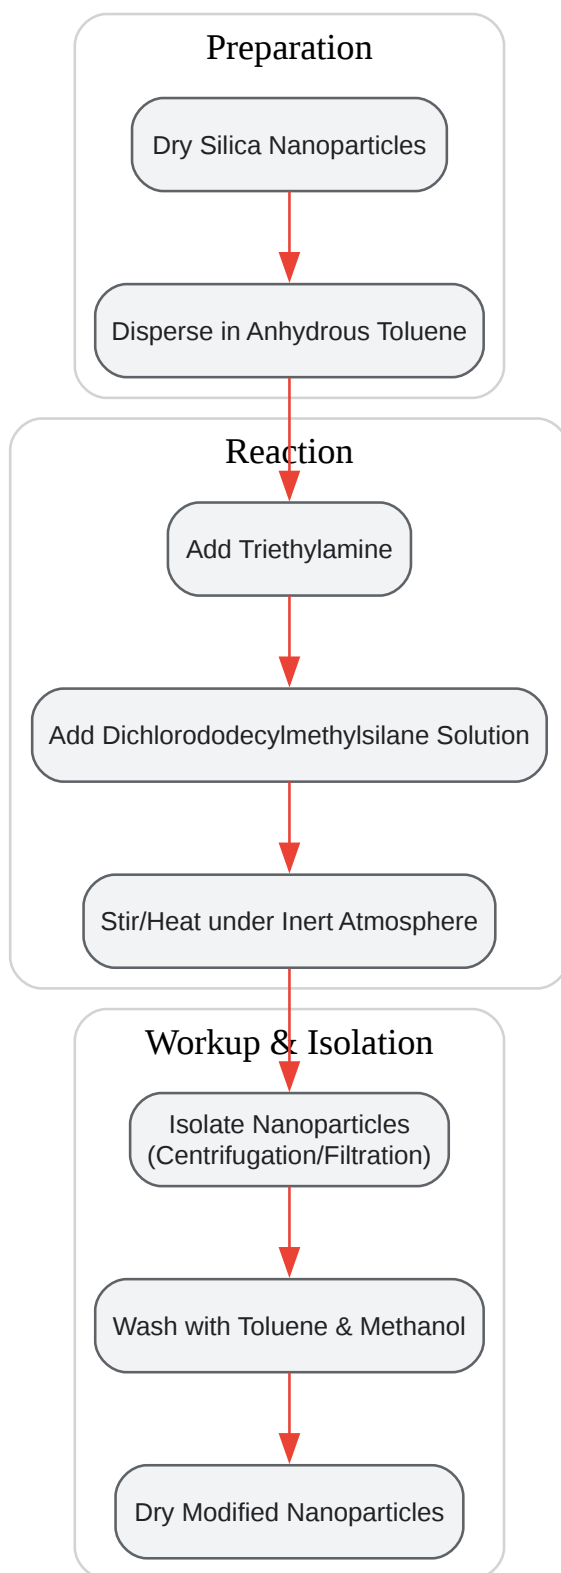 Preparation
Dry Silica Nanoparticles
Disperse in Anhydrous Toluene
Reaction
Add Triethylamine
Add Dichlorododecylmethylsilane Solution
Stir/Heat under Inert Atmosphere
Workup & Isolation
Isolate Nanoparticles
(Centrifugation/Filtration)
Wash with Toluene & Methanol
Dry Modified Nanoparticles